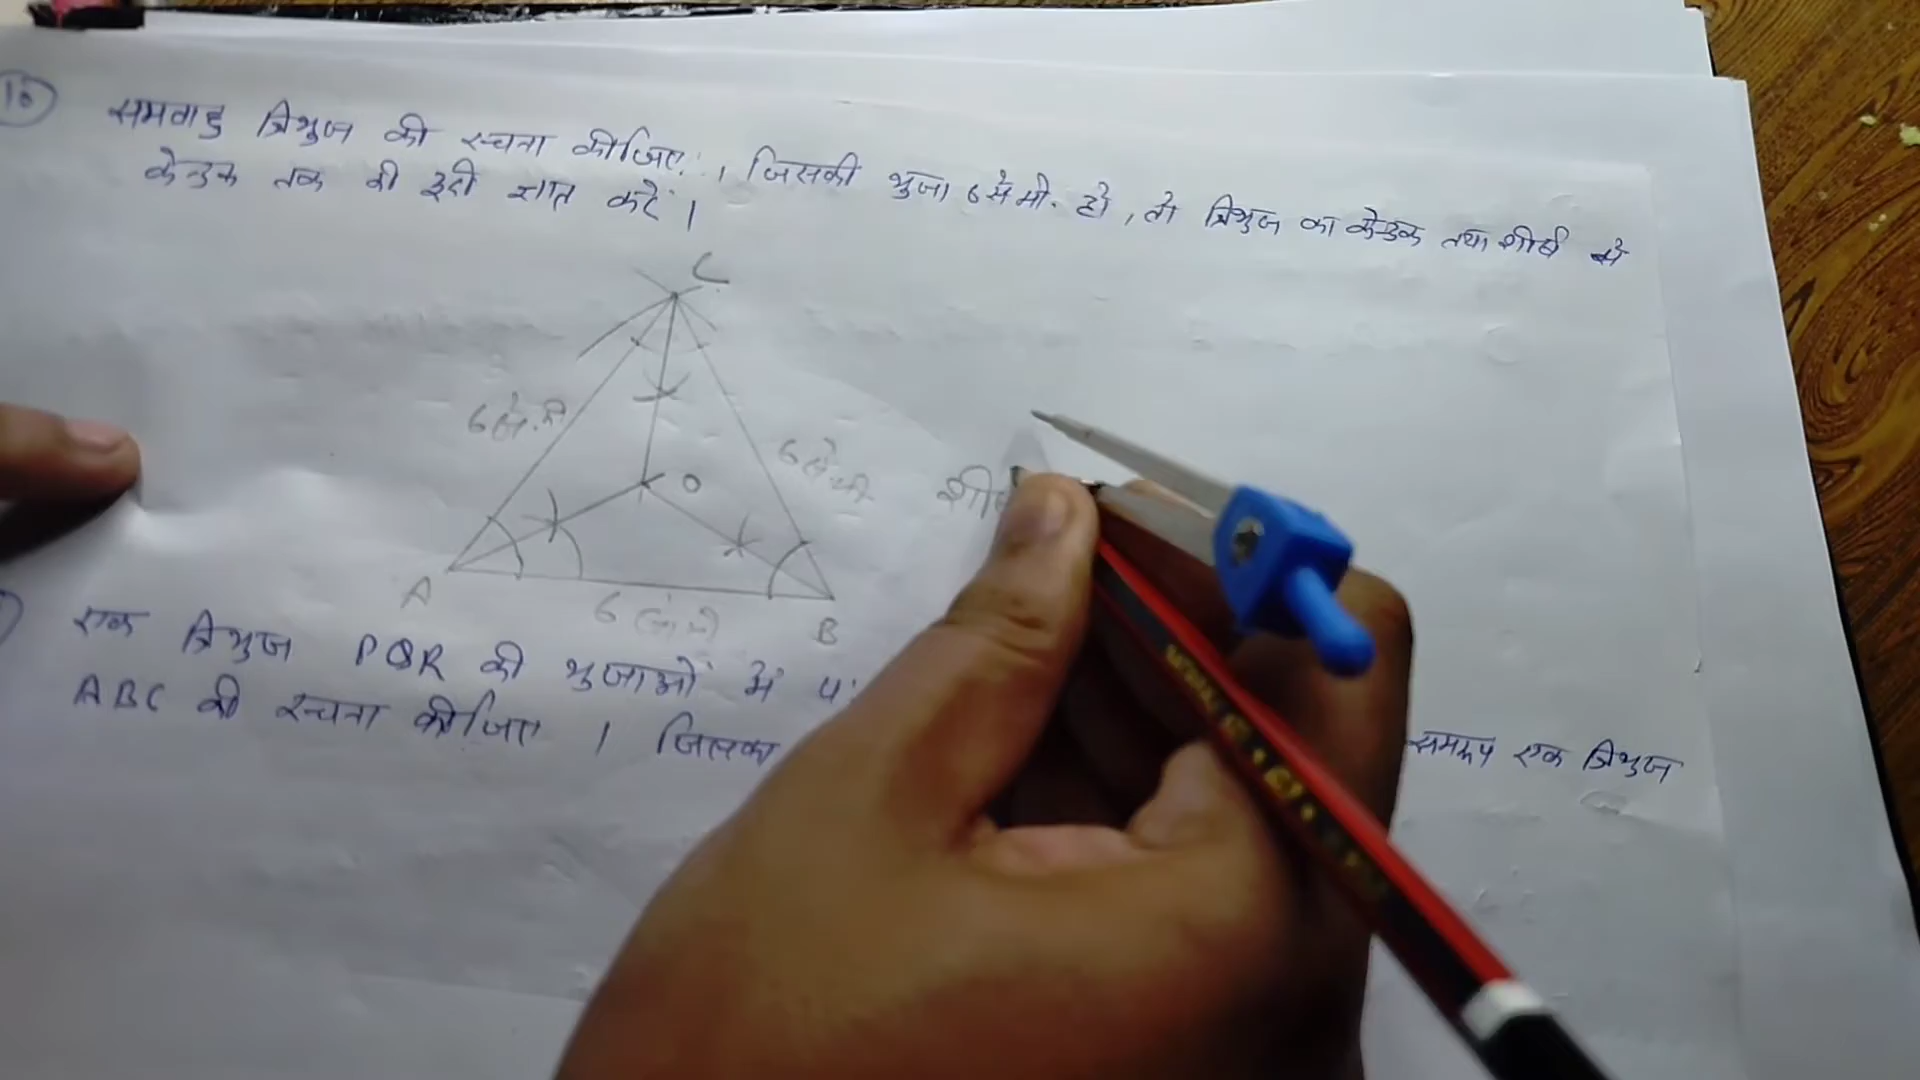 10
समबाहु त्रिभुज की रचना कीजिए । जिसकी भुजा 6 से.मी. हो, तो त्रिभुज का केन्द्रक तथा शीर्ष से
केन्द्रक तक की दूरी ज्ञात करें ।
C
6 से.मी
6 से.मी
O
शीर्ष
A
6 से.मी
B
एक त्रिभुज PQR की भुजाओं में
समरूप एक त्रिभुज
ABC की रचना कीजिए । जिसका